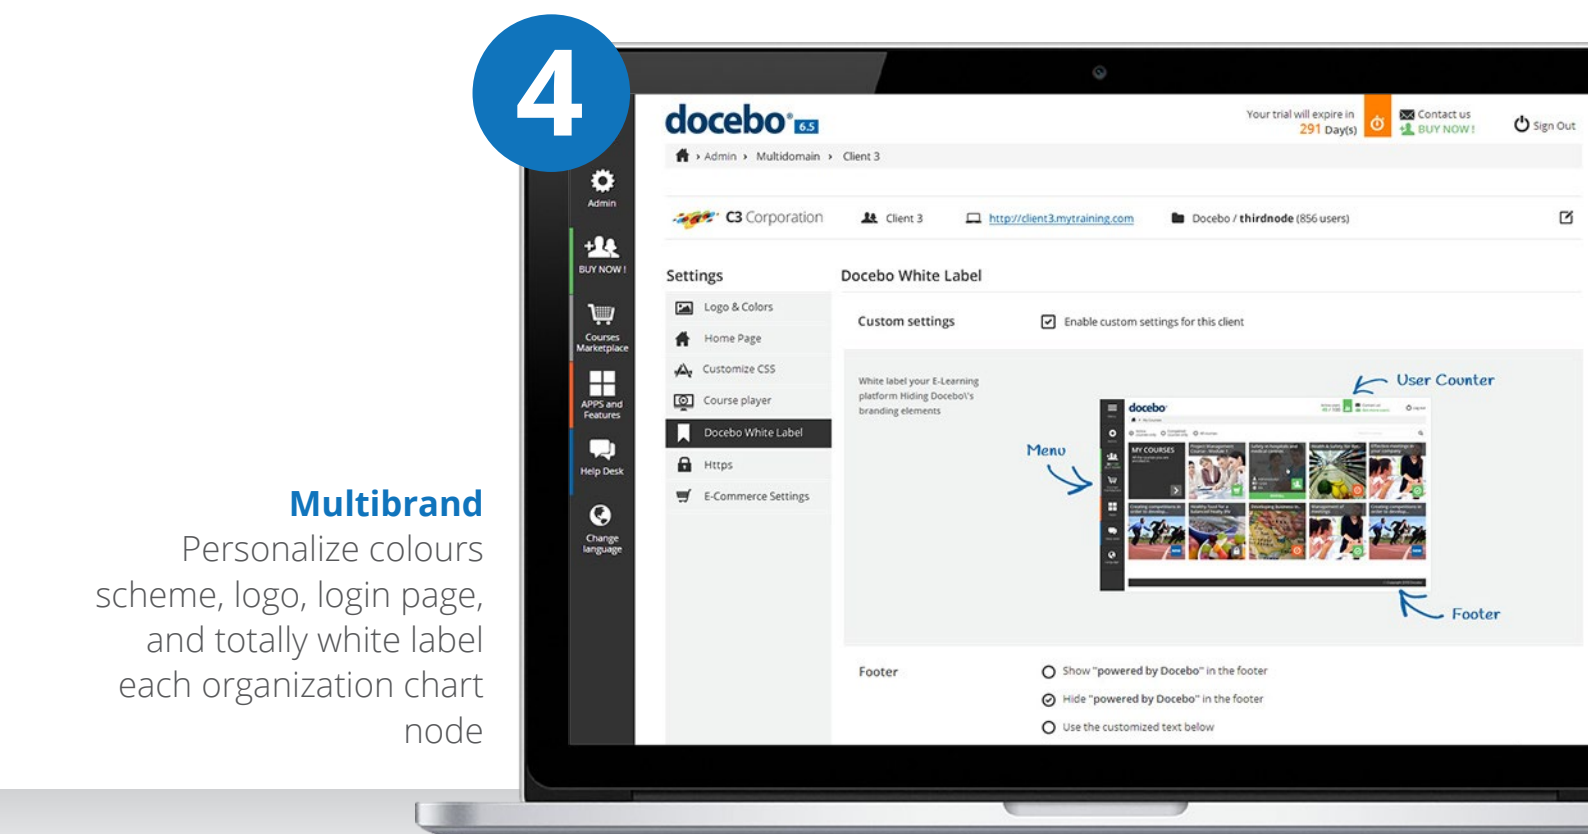 4
docebo® 6.5
Your trial will expire in
291 Day(s)
Contact us
BUY NOW !
Sign Out
› Admin › Multidomain › Client 3
C3 Corporation
Client 3
http://client3.mytraining.com
Docebo / thirdnode (856 users)
Admin
BUY NOW !
Courses
Marketplace
APPS and
Features
Help Desk
Change
language
Settings
Logo & Colors
Home Page
Customize CSS
Course player
Docebo White Label
Https
E-Commerce Settings
Docebo White Label
Custom settings
Enable custom settings for this client
White label your E-Learning
platform Hiding Docebo\'s
branding elements
User Counter
Menu
docebo
MY COURSES
Footer
Footer
Show "powered by Docebo" in the footer
Hide "powered by Docebo" in the footer
Use the customized text below
Multibrand
Personalize colours
scheme, logo, login page,
and totally white label
each organization chart
node